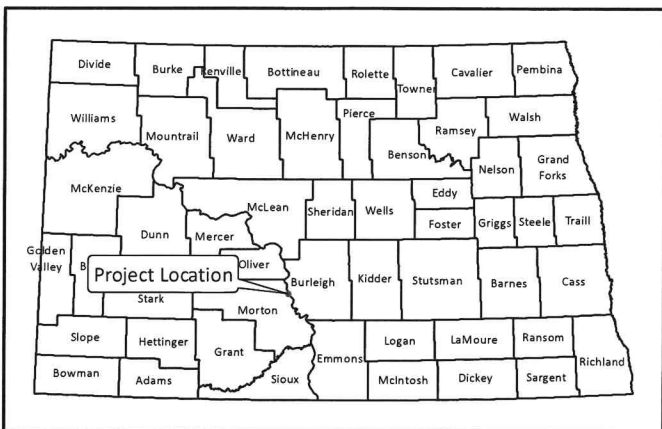 Divide
Burke
Renville
Bottineau
Rolette
Towner
Cavalier
Pembina
Williams
Mountrail
Ward
McHenry
Pierce
Benson
Ramsey
Walsh
Nelson
Grand
Forks
McKenzie
Dunn
Mercer
McLean
Sheridan
Wells
Eddy
Foster
Griggs
Steele
Traill
Golden
Valley
B
Project Location
Stark
Oliver
Morton
Burleigh
Kidder
Stutsman
Barnes
Cass
Slope
Hettinger
Grant
Bowman
Adams
Sioux
Emmons
Logan
LaMoure
Ransom
Richland
McIntosh
Dickey
Sargent